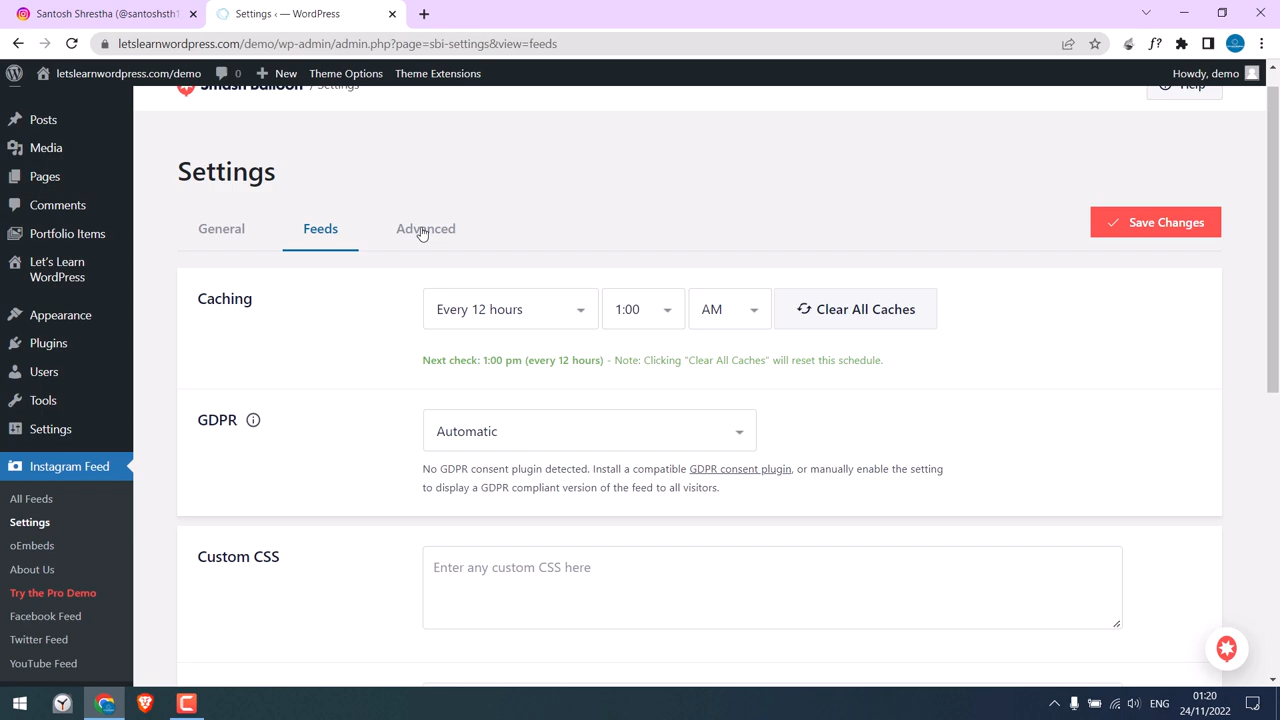 Santosh Shrestha (@santoshsth1
Settings ‹ — WordPress
letslearnwordpress.com/demo/wp-admin/admin.php?page=sbi-settings&view=feeds
letslearnwordpress.com/demo
0
New
Theme Options
Theme Extensions
Howdy, demo
Posts
Media
Pages
Comments
Portfolio Items
Let's Learn
WordPress
Appearance
Plugins
Users
Tools
Settings
Instagram Feed
All Feeds
Settings
oEmbeds
About Us
Try the Pro Demo
Facebook Feed
Twitter Feed
YouTube Feed
Smash Balloon / Settings
Help
Settings
General
Feeds
Advanced
Save Changes
Caching
Every 12 hours
1:00
AM
Clear All Caches
Next check: 1:00 pm (every 12 hours) - Note: Clicking "Clear All Caches" will reset this schedule.
GDPR
Automatic
No GDPR consent plugin detected. Install a compatible GDPR consent plugin, or manually enable the setting
to display a GDPR compliant version of the feed to all visitors.
Custom CSS
Enter any custom CSS here
ENG
01:20
24/11/2022